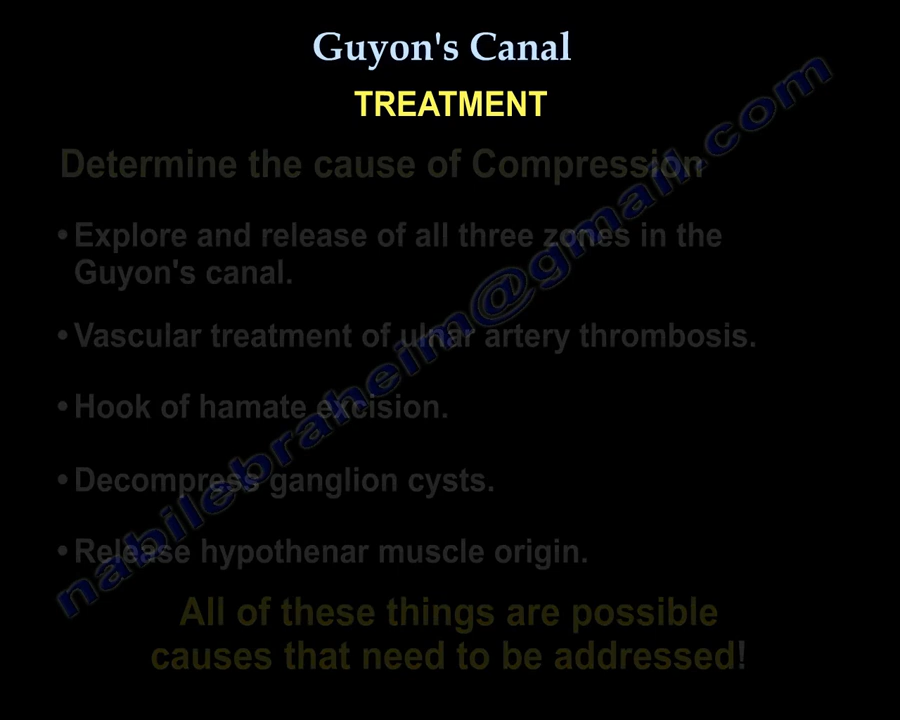 Guyon's Canal
TREATMENT
Determine the cause of Compression
• Explore and release of all three zones in the
Guyon's canal.
• Vascular treatment of ulnar artery thrombosis.
• Hook of hamate excision.
• Decompress ganglion cysts.
• Release hypothenar muscle origin.
All of these things are possible
causes that need to be addressed!
nabilebraheim@gmail.com